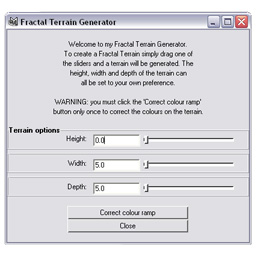 Fractal Terrain Generator
Welcome to my Fractal Terrain Generator.
To create a Fractal Terrain simply drag one of
the sliders and a terrain will be generated. The
height, width and depth of the terrain can
all be set to your own preference.
WARNING: you must click the 'Correct colour ramp'
button only once to correct the colours on the terrain.
Terrain options
Height: 0.0
Width: 5.0
Depth: 5.0
Correct colour ramp
Close